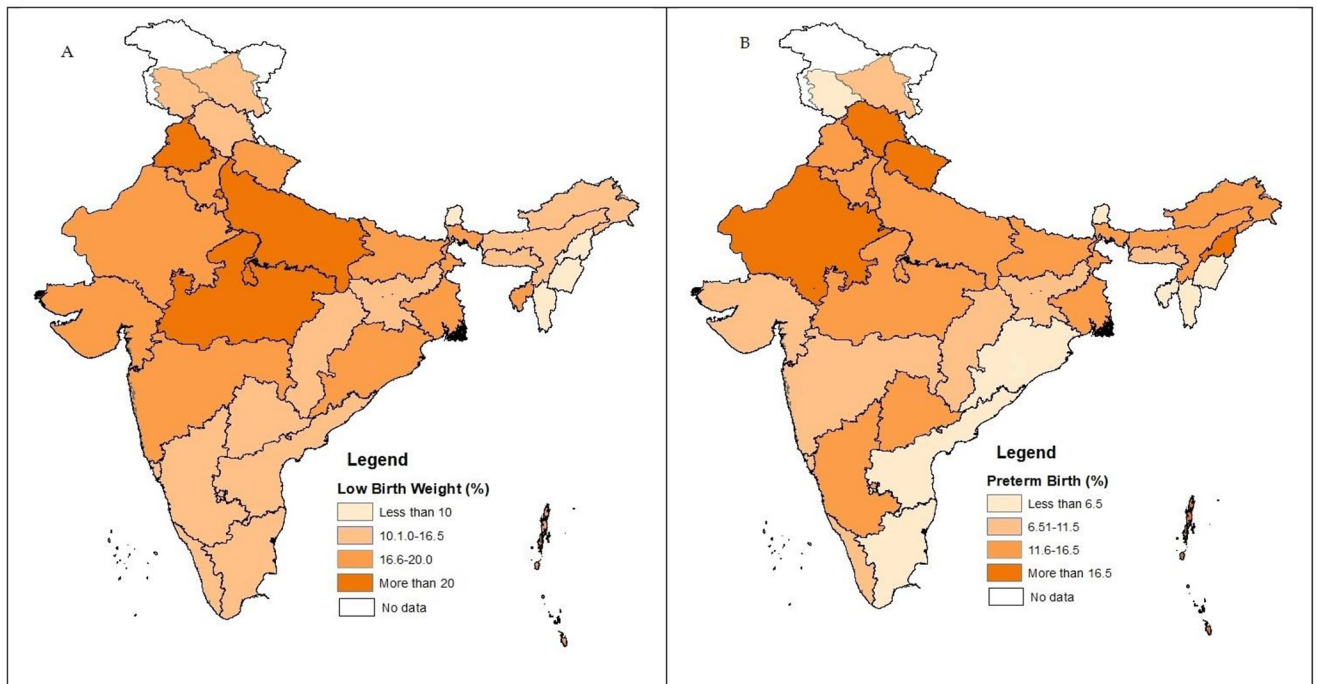 A
Legend
Low Birth Weight (%)
Less than 10
10.1.0-16.5
16.6-20.0
More than 20
No data
B
Legend
Preterm Birth (%)
Less than 6.5
6.51-11.5
11.6-16.5
More than 16.5
No data